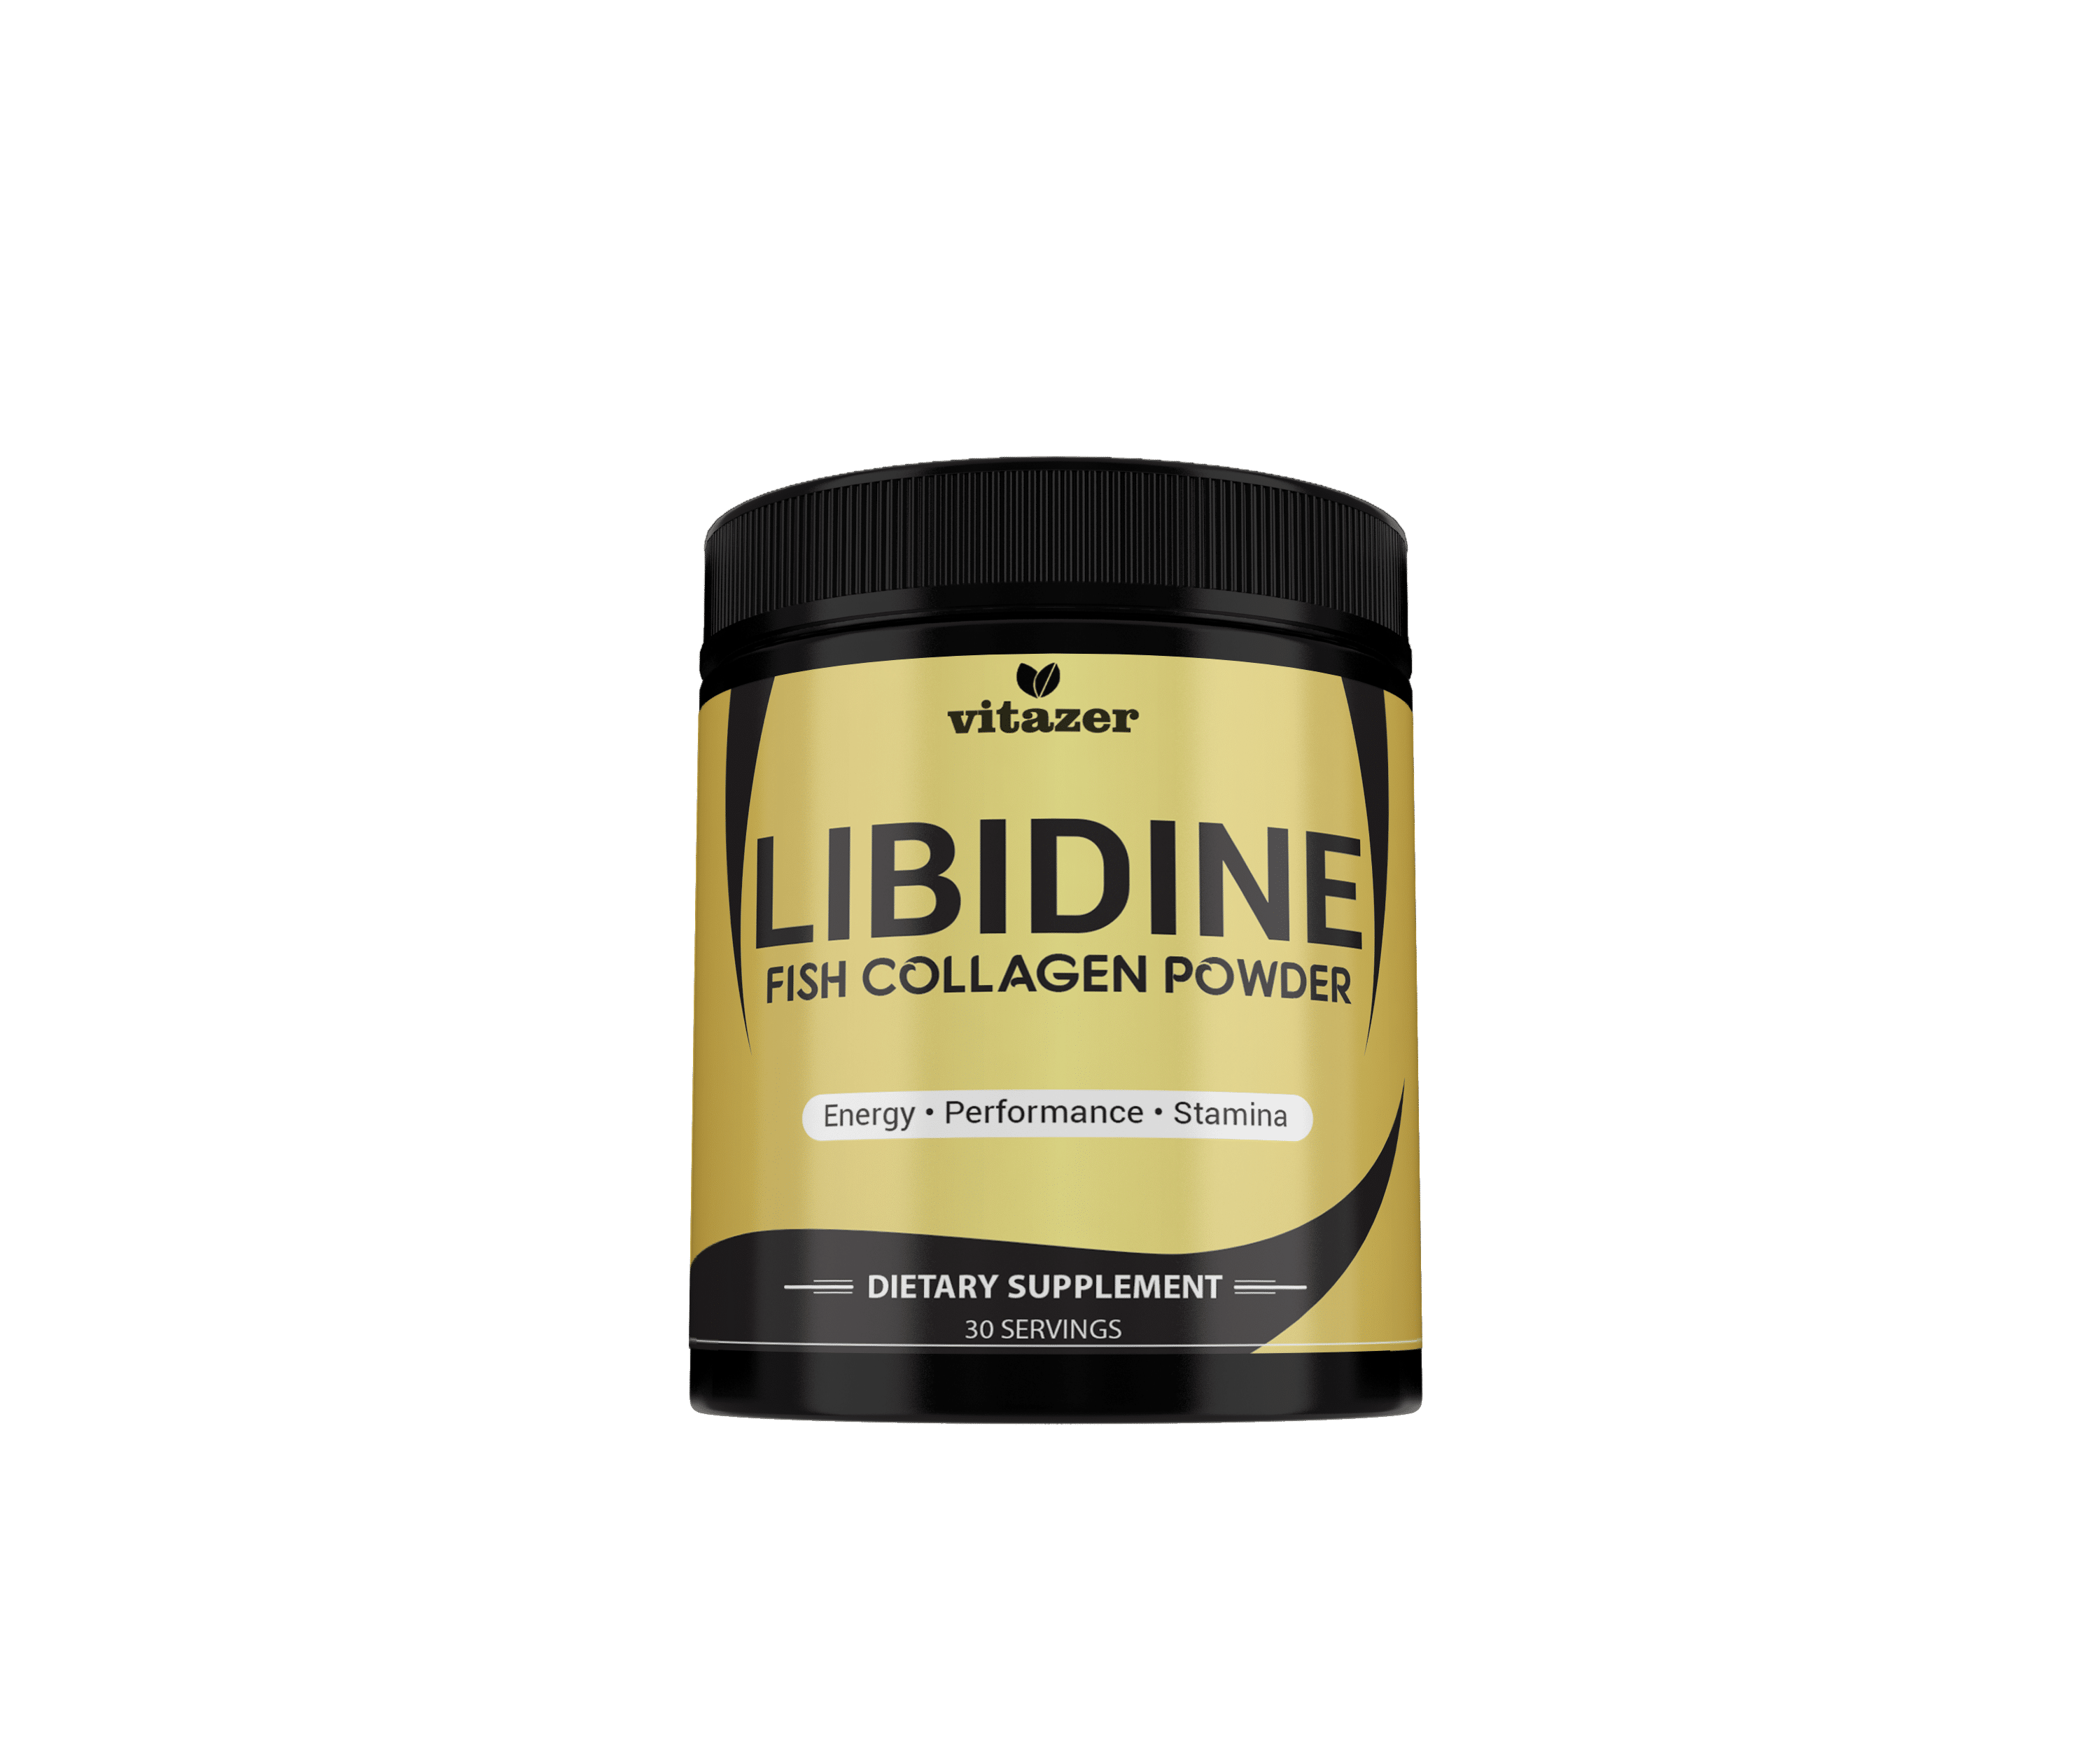 vitazer
LIBIDINE
FISH COLLAGEN POWDER
Energy • Performance • Stamina
DIETARY SUPPLEMENT
30 SERVINGS